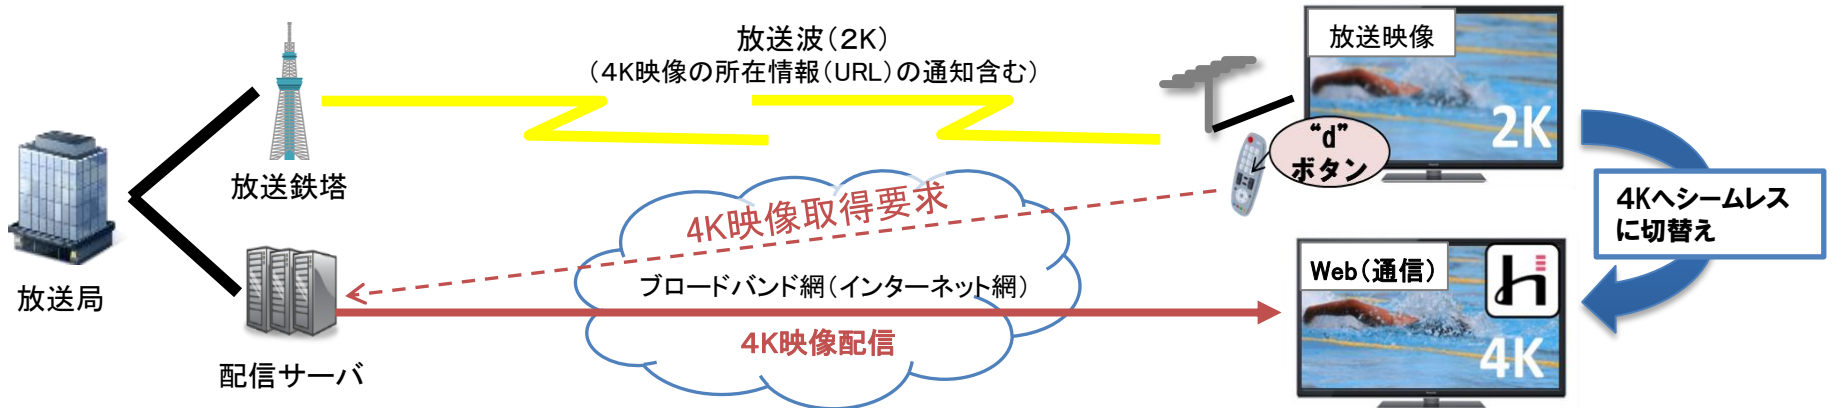 放送波（２Ｋ）
（４Ｋ映像の所在情報（URL）の通知含む）
放送映像
2K
“d”
ボタン
放送鉄塔
4K映像取得要求
4Kへシームレス
に切替え
放送局
ブロードバンド網（インターネット網）
Web（通信）
4K
４Ｋ映像配信
配信サーバ